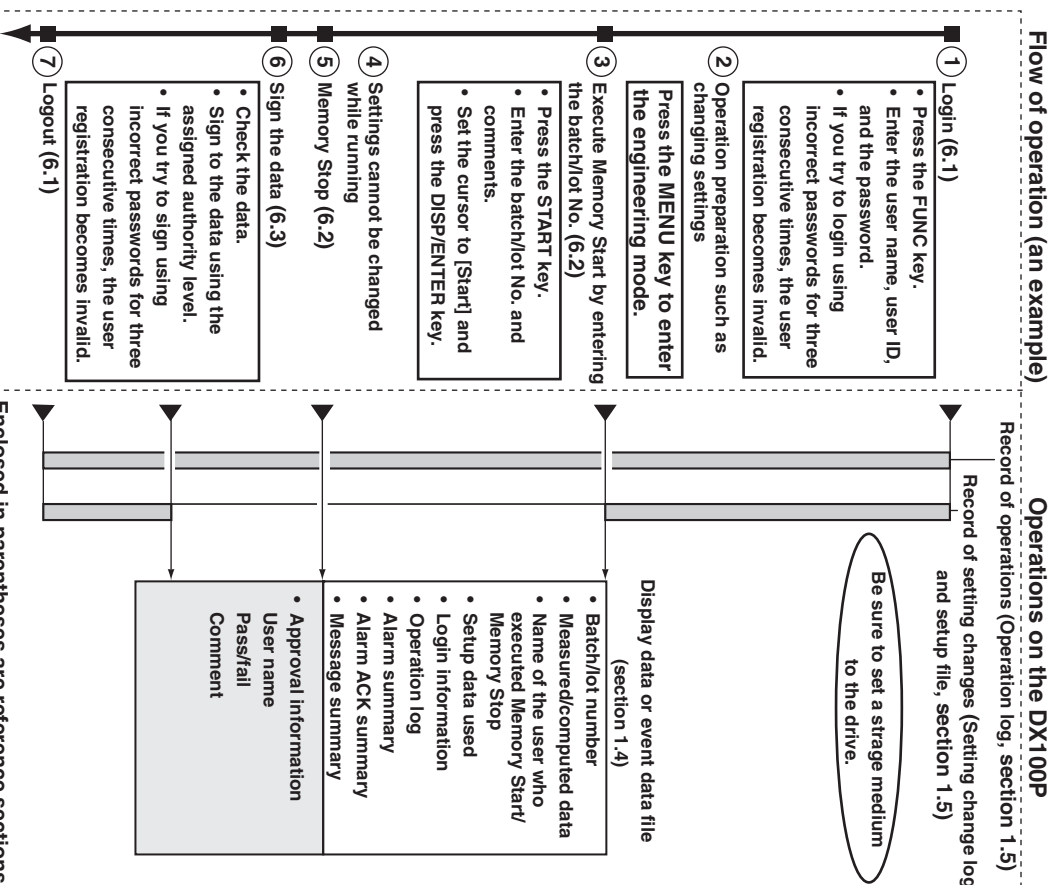 Flow of operation (an example)
1 Login (6.1)
• Press the FUNC key.
• Enter the user name, user ID,
and the password.
• If you try to login using
incorrect passwords for three
consecutive times, the user
registration becomes invalid.
2 Operation preparation such as
changing settings
Press the MENU key to enter
the engineering mode.
3 Execute Memory Start by entering
the batch/lot No. (6.2)
• Press the START key.
• Enter the batch/lot No. and
comments.
• Set the cursor to [Start] and
press the DISP/ENTER key.
4 Settings cannot be changed
while running
5 Memory Stop (6.2)
6 Sign the data (6.3)
• Check the data.
• Sign to the data using the
assigned authority level.
• If you try to sign using
incorrect passwords for three
consecutive times, the user
registration becomes invalid.
7 Logout (6.1)
Operations on the DX100P
Record of operations (Operation log, section 1.5)
Record of setting changes (Setting change log
and setup file, section 1.5)
Be sure to set a strage medium
to the drive.
Display data or event data file
(section 1.4)
• Batch/lot number
• Measured/computed data
• Name of the user who
executed Memory Start/
Memory Stop
• Setup data used
• Login information
• Operation log
• Alarm summary
• Alarm ACK summary
• Message summary
• Approval information
User name
Pass/fail
Comment
Enclosed in parentheses are reference sections